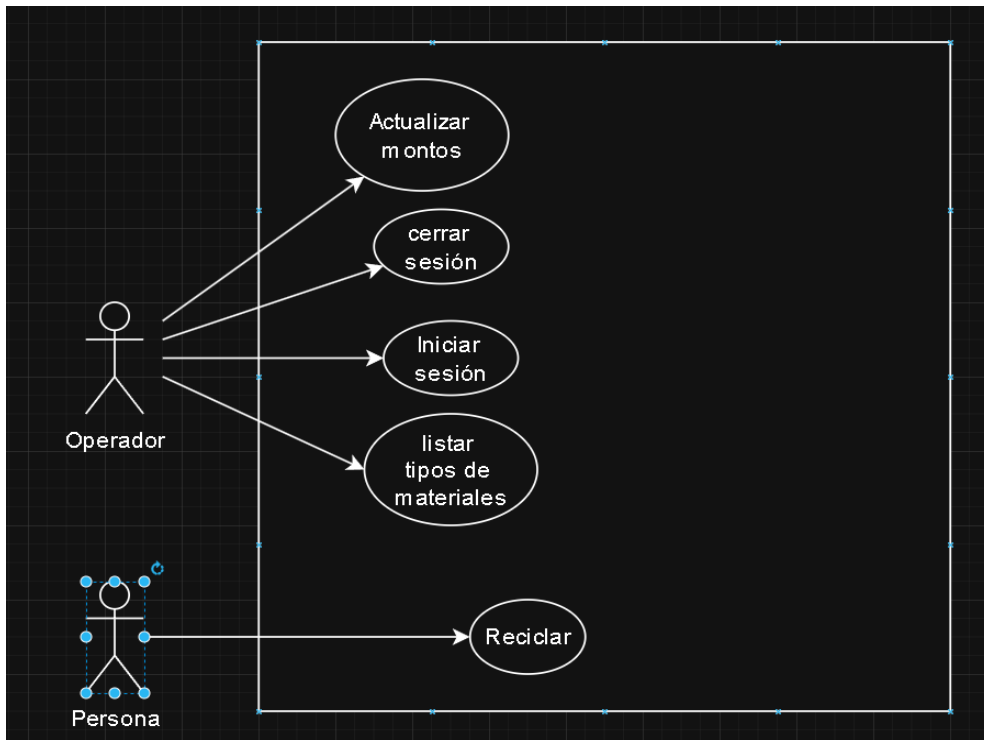 Actualizar
montos
cerrar
sesión
Iniciar
sesión
Operador
listar
tipos de
materiales
Reciclar
Persona